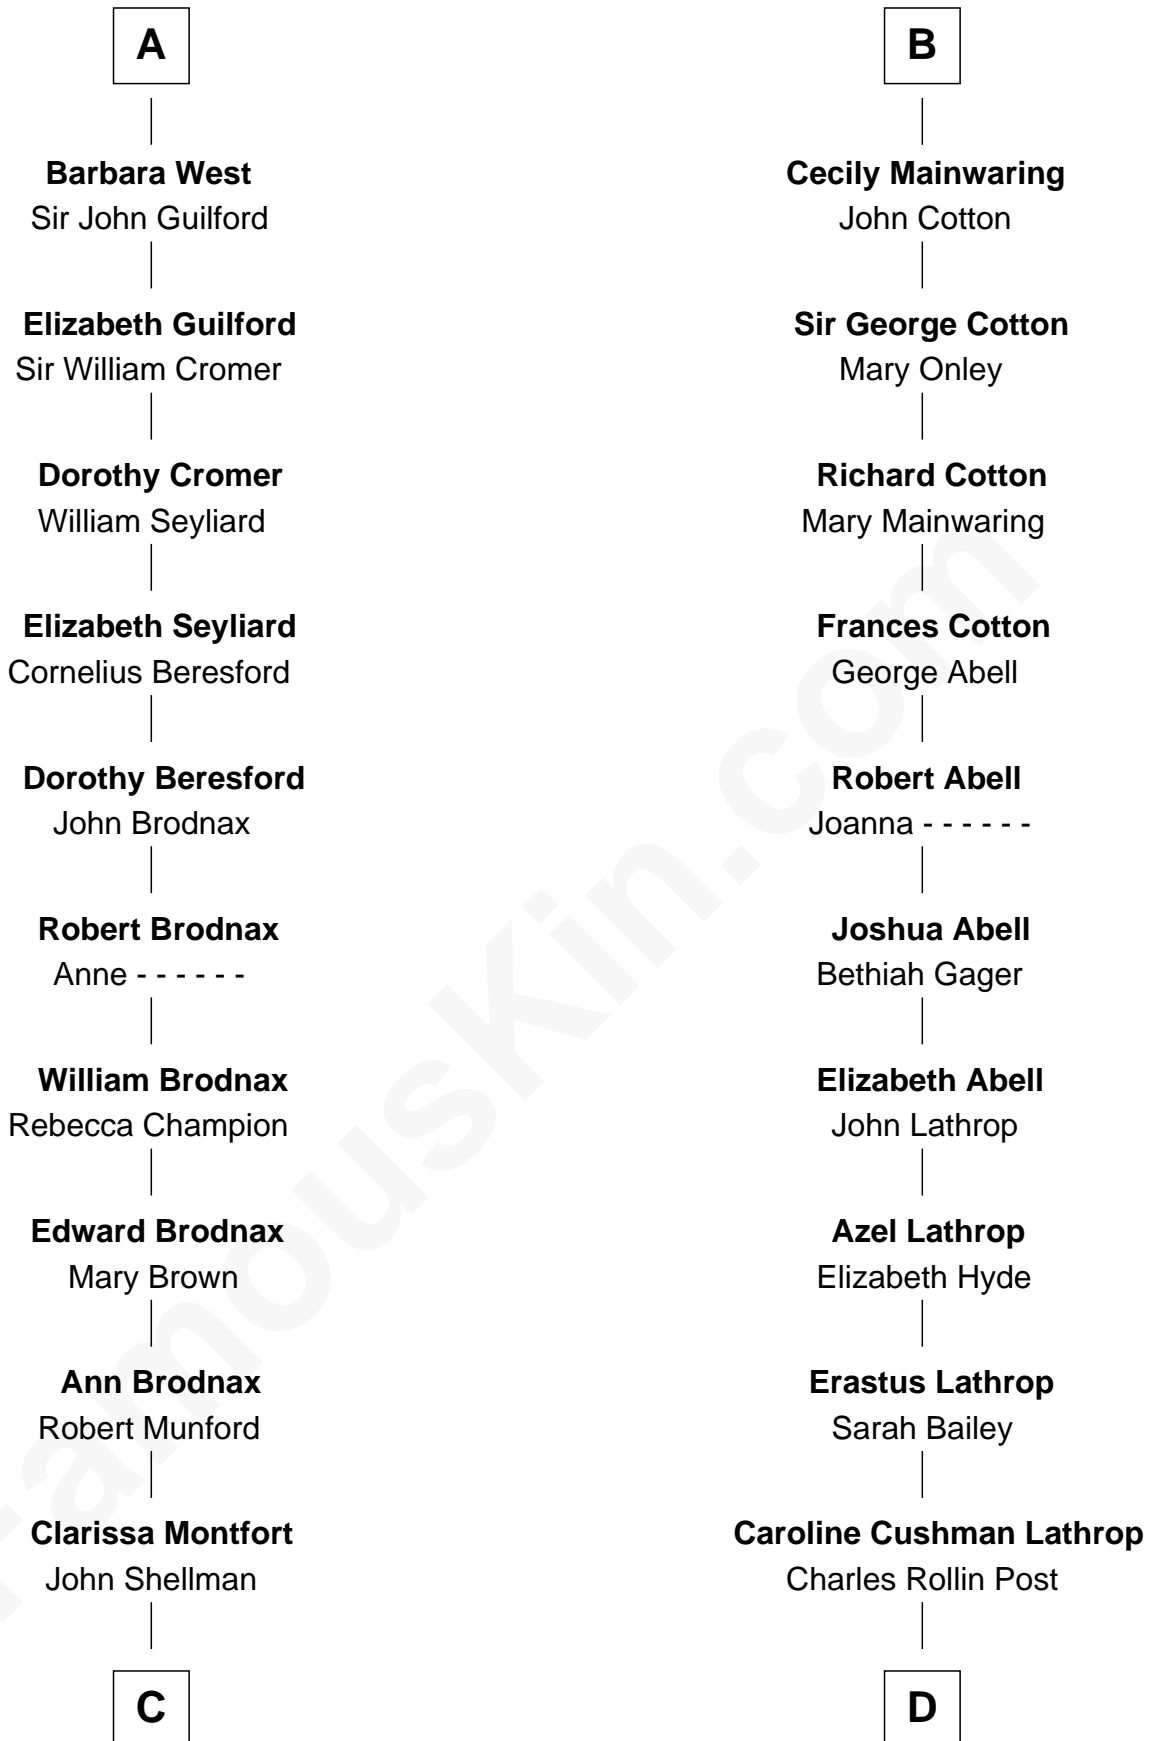 A
Barbara West
Sir John Guilford
Elizabeth Guilford
Sir William Cromer
Dorothy Cromer
William Seyliard
Elizabeth Seyliard
Cornelius Beresford
Dorothy Beresford
John Brodnax
Robert Brodnax
Anne - - - - - -
William Brodnax
Rebecca Champion
Edward Brodnax
Mary Brown
Ann Brodnax
Robert Munford
Clarissa Montfort
John Shellman
C
B
Cecily Mainwaring
John Cotton
Sir George Cotton
Mary Onley
Richard Cotton
Mary Mainwaring
Frances Cotton
George Abell
Robert Abell
Joanna - - - - - -
Joshua Abell
Bethiah Gager
Elizabeth Abell
John Lathrop
Azel Lathrop
Elizabeth Hyde
Erastus Lathrop
Sarah Bailey
Caroline Cushman Lathrop
Charles Rollin Post
D
FamousKin.com